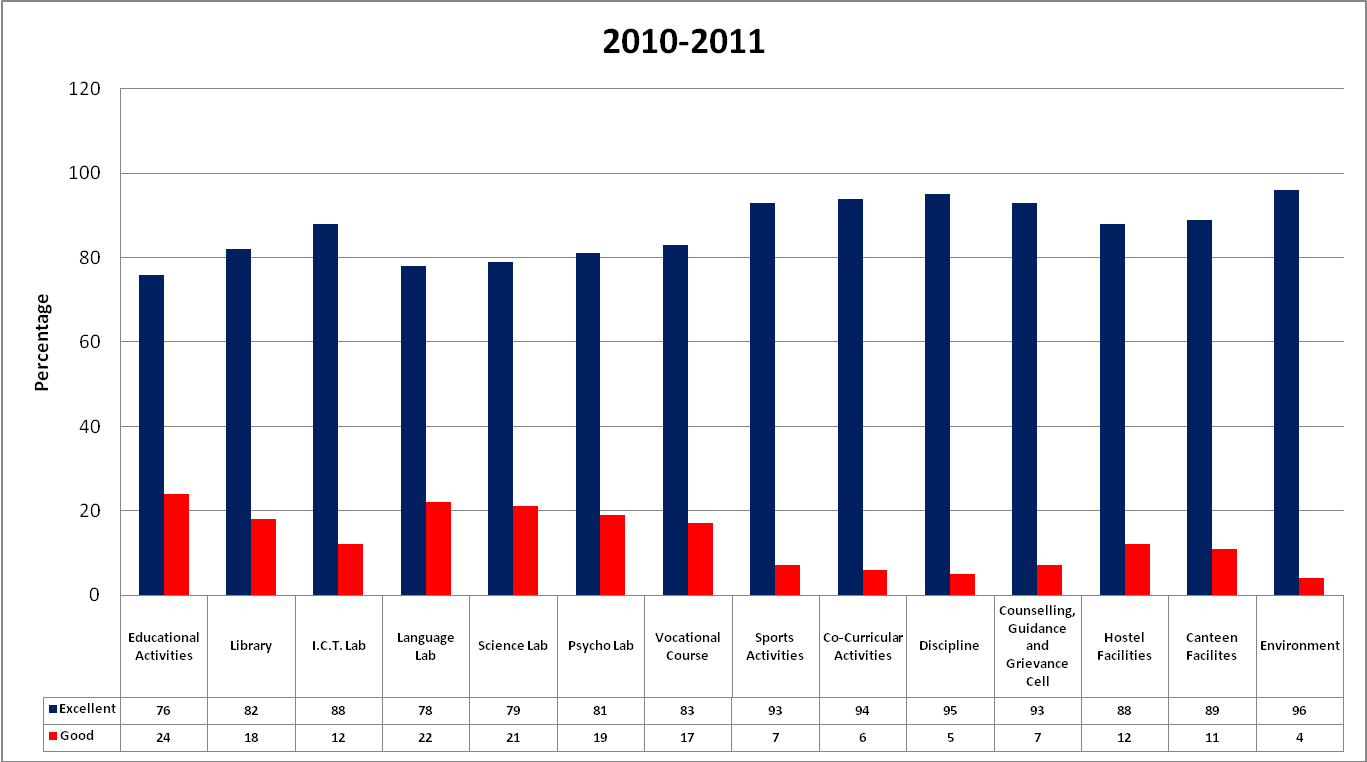 2010-2011
120
100
80
60
40
20
0
Percentage
Educational
Activities
Library
I.C.T. Lab
Language
Lab
Science Lab
Psycho Lab
Vocational
Course
Sports
Activities
Co-Curricular
Activities
Discipline
Counselling,
Guidance
and
Grievance
Cell
Hostel
Facilities
Canteen
Facilites
Environment
Excellent 76 82 88 78 79 81 83 93 94 95 93 88 89 96
Good 24 18 12 22 21 19 17 7 6 5 7 12 11 4